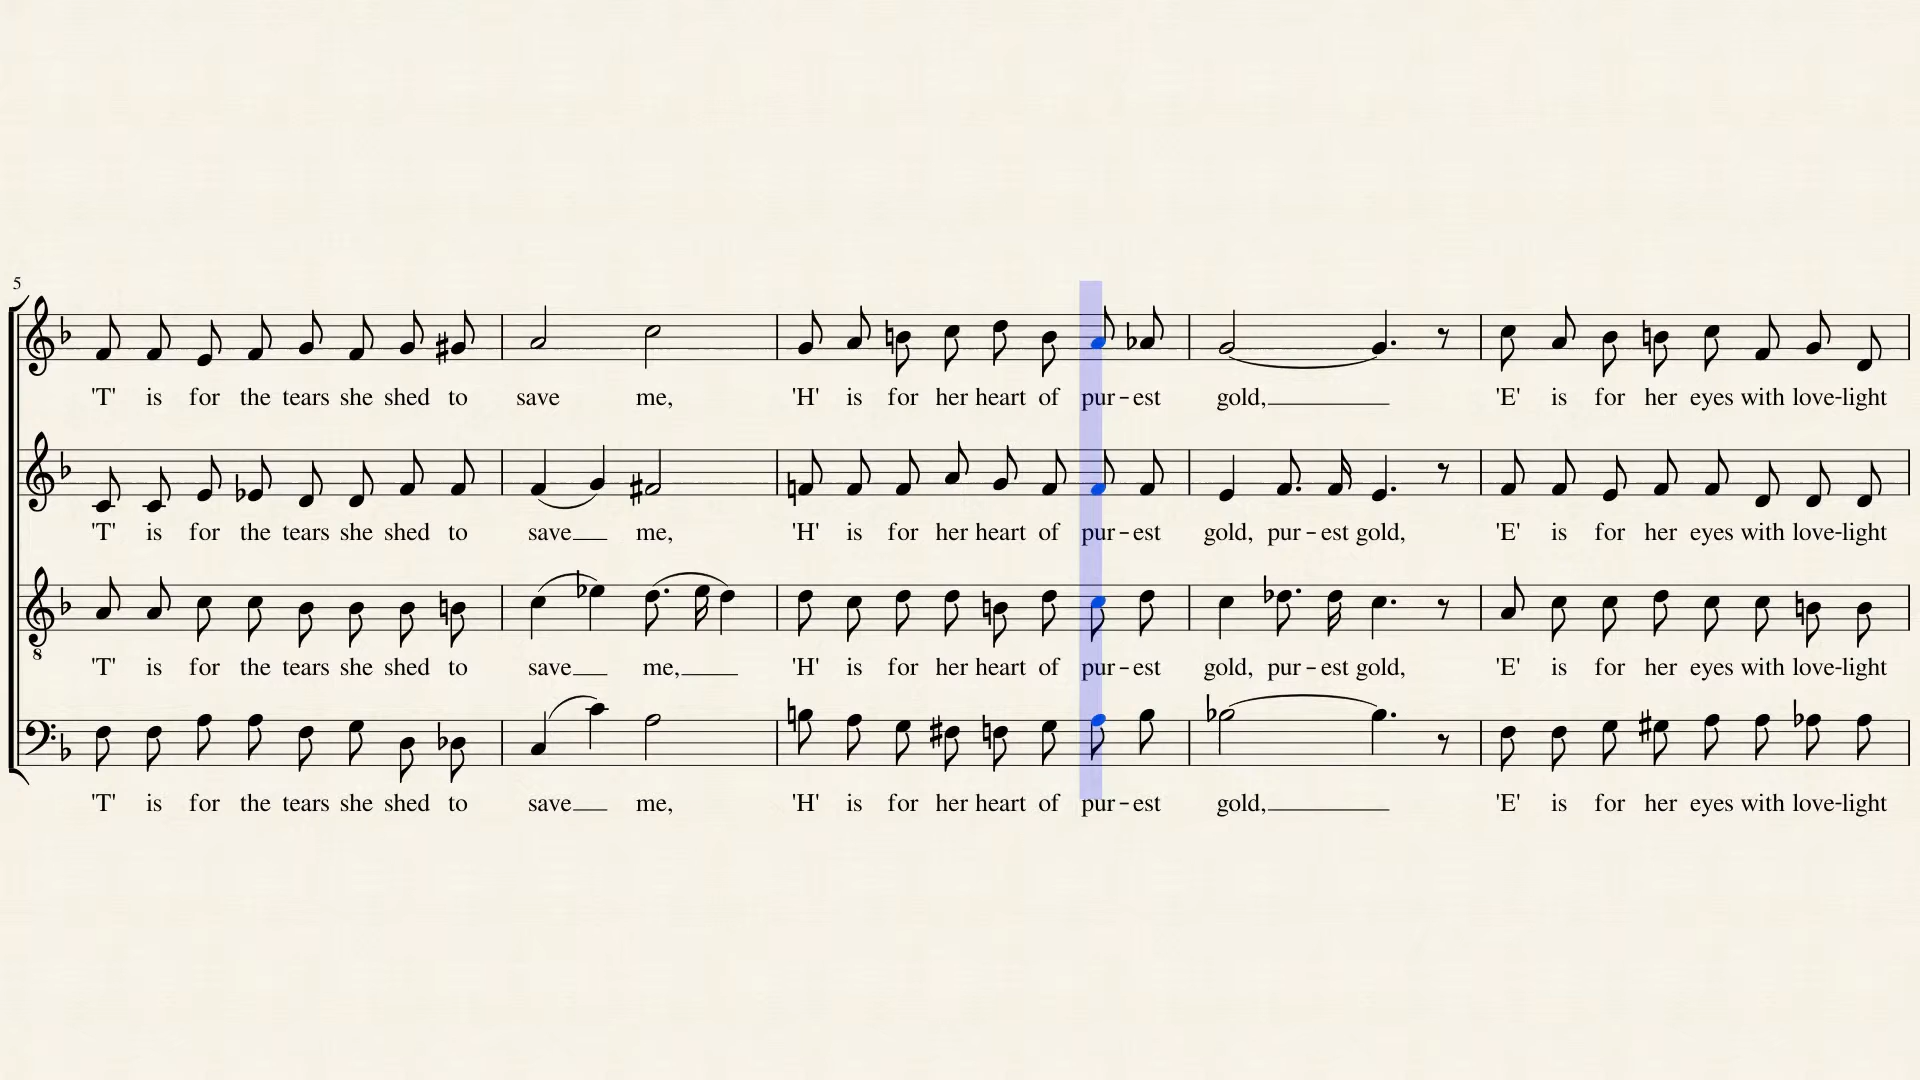 5
'T' is for the tears she shed to save me, 'H' is for her heart of pur-est gold, 'E' is for her eyes with love-light
'T' is for the tears she shed to save me, 'H' is for her heart of pur-est gold, pur-est gold, 'E' is for her eyes with love-light
8
'T' is for the tears she shed to save me, 'H' is for her heart of pur-est gold, pur-est gold, 'E' is for her eyes with love-light
'T' is for the tears she shed to save me, 'H' is for her heart of pur-est gold, 'E' is for her eyes with love-light